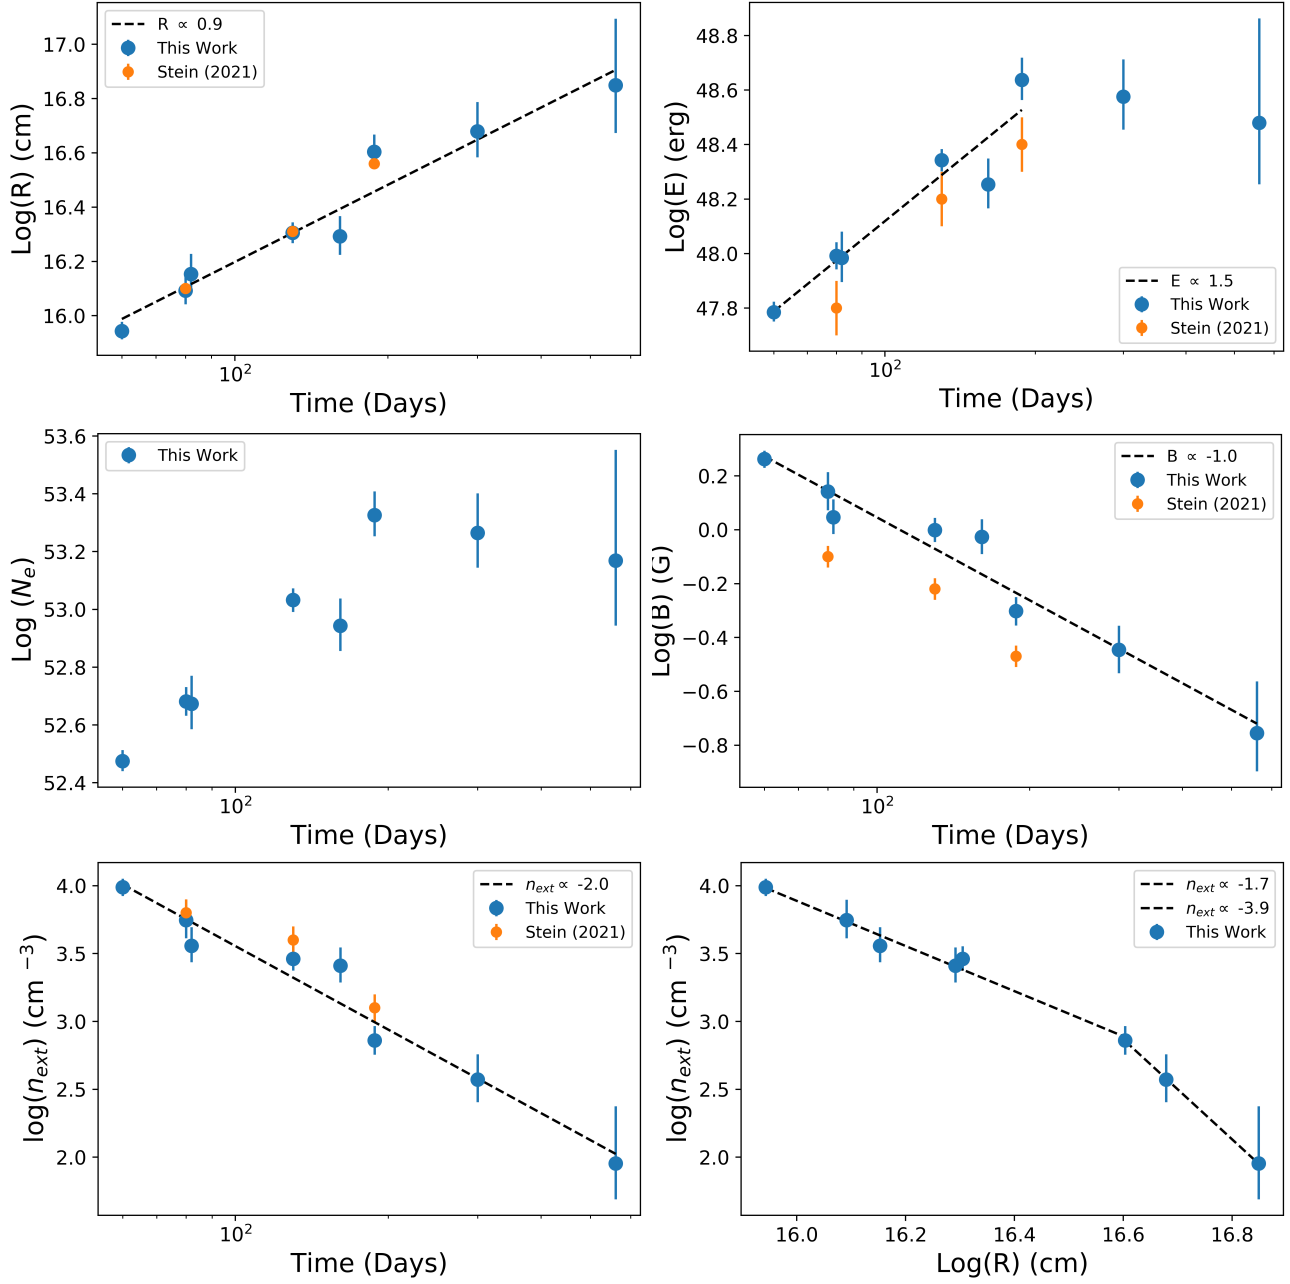 R ∝ 0.9
This Work
Stein (2021)
17.0
16.8
16.6
16.4
16.2
16.0
Log(R) (cm)
10²
Time (Days)
48.8
48.6
48.4
48.2
48.0
47.8
Log(E) (erg)
E ∝ 1.5
This Work
Stein (2021)
10²
Time (Days)
53.6
53.4
53.2
53.0
52.8
52.6
52.4
Log (Nₑ)
This Work
10²
Time (Days)
0.2
0.0
−0.2
−0.4
−0.6
−0.8
Log(B) (G)
B ∝ -1.0
This Work
Stein (2021)
10²
Time (Days)
4.0
3.5
3.0
2.5
2.0
log(n_ext) (cm ⁻³)
n_ext ∝ -2.0
This Work
Stein (2021)
10²
Time (Days)
4.0
3.5
3.0
2.5
2.0
log(n_ext) (cm ⁻³)
n_ext ∝ -1.7
n_ext ∝ -3.9
This Work
16.0 16.2 16.4 16.6 16.8
Log(R) (cm)